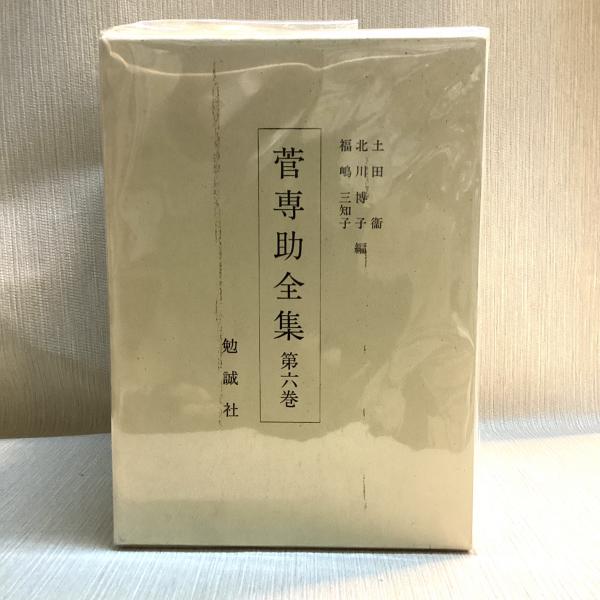 土田衞
北川博子編
福嶋三知子
菅専助全集 第六巻
勉誠社